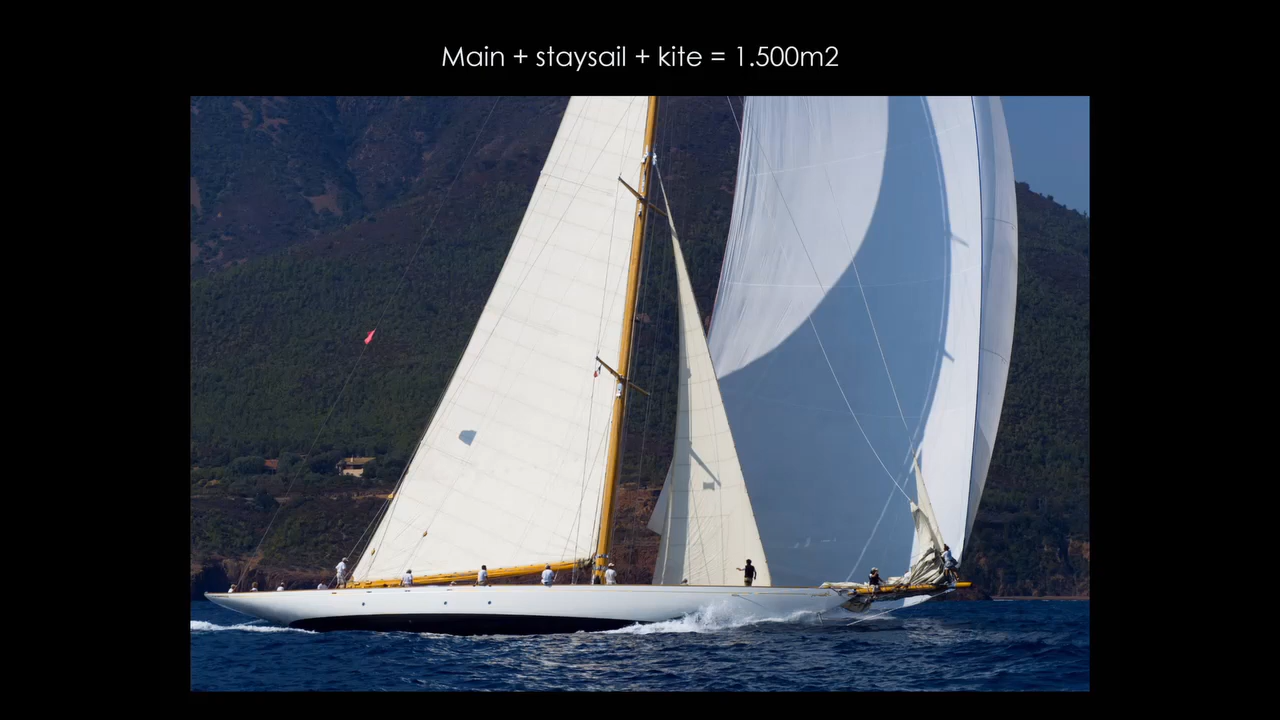 Main + staysail + kite = 1.500m2